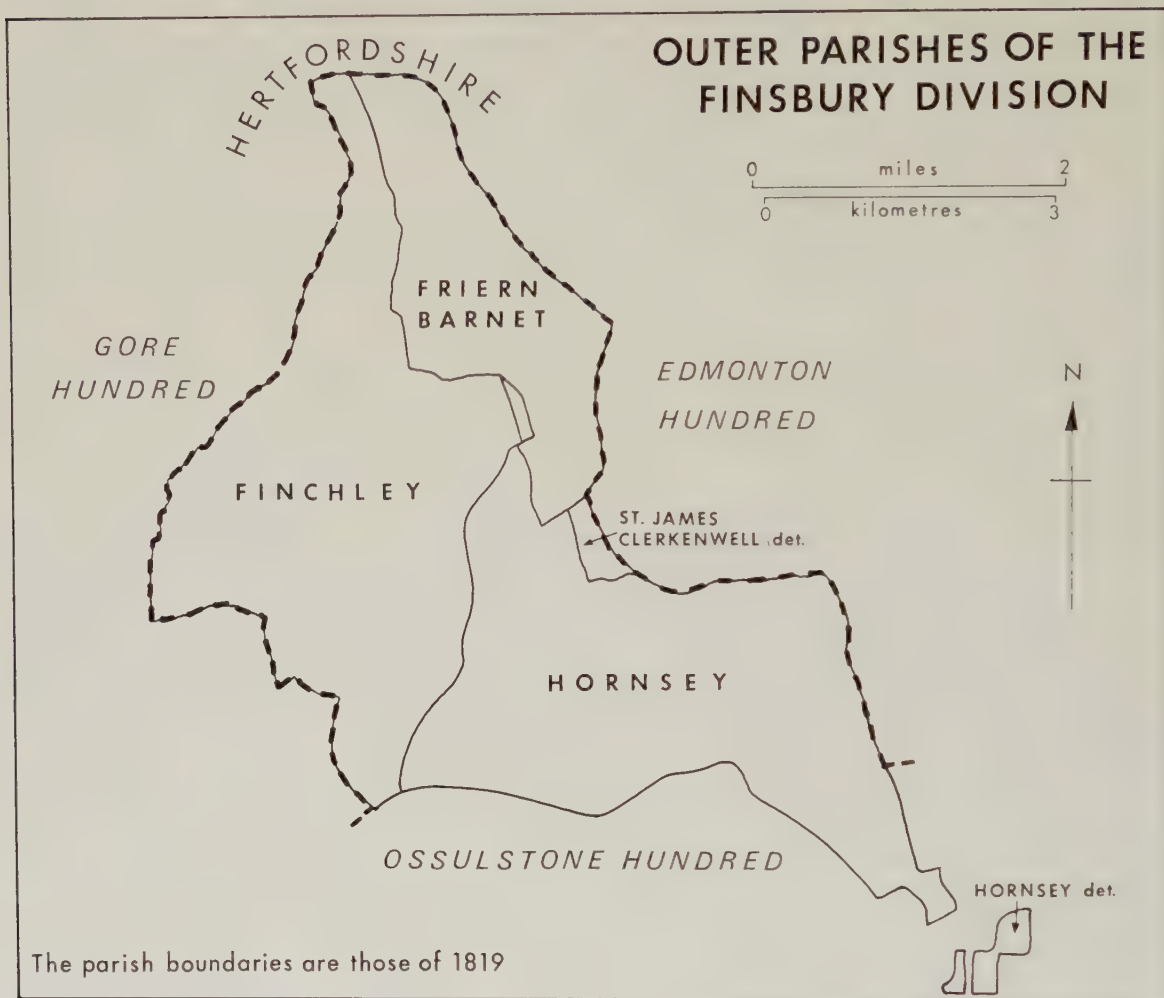 OUTER PARISHES OF THE
FINSBURY DIVISION
HERTFORDSHIRE
0 miles 2
0 kilometres 3
FRIERN
BARNET
GORE
HUNDRED
EDMONTON
HUNDRED
N
FINCHLEY
ST. JAMES
CLERKENWELL det.
HORNSEY
OSSULSTONE HUNDRED
HORNSEY det.
The parish boundaries are those of 1819